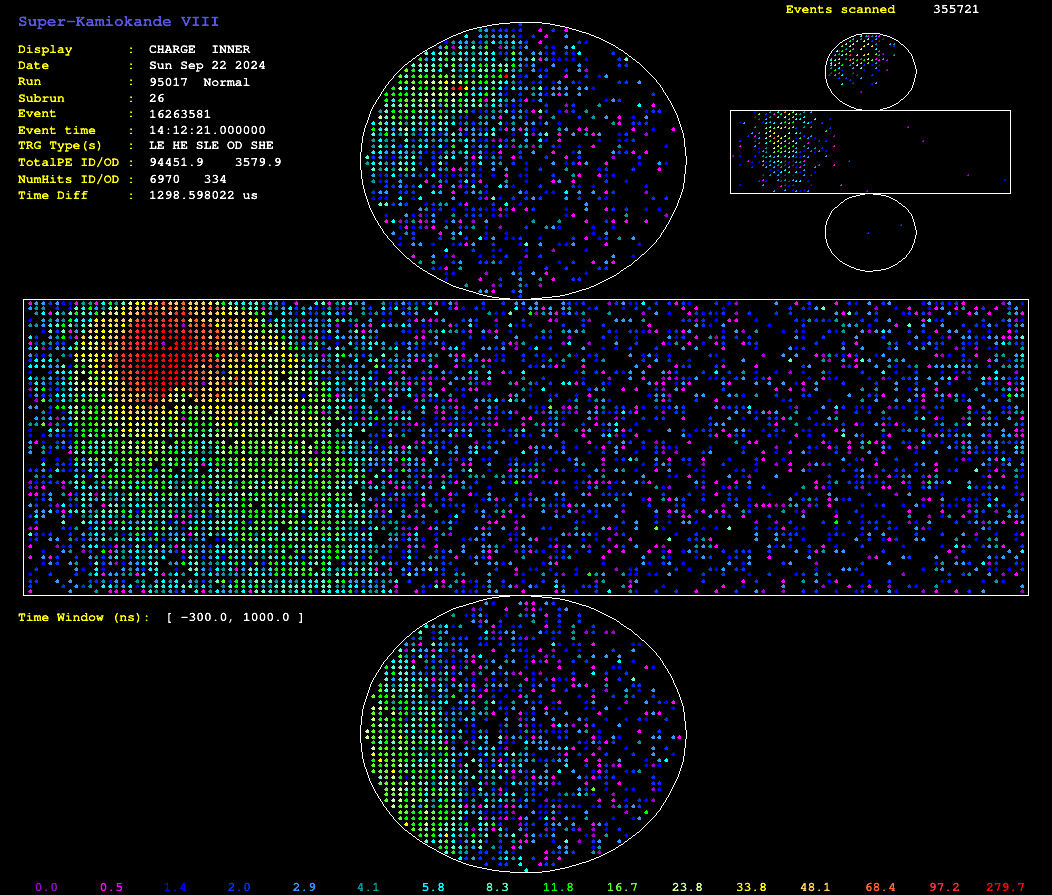 Super-Kamiokande VIII
Events scanned 355721
Display : CHARGE INNER
Date : Sun Sep 22 2024
Run : 95017 Normal
Subrun : 26
Event : 16263581
Event time : 14:12:21.000000
TRG Type(s) : LE HE SLE OD SHE
TotalPE ID/OD : 94451.9 3579.9
NumHits ID/OD : 6970 334
Time Diff : 1298.598022 us
Time Window (ns): [ -300.0, 1000.0 ]
0.0 0.5 1.4 2.0 2.9 4.1 5.8 8.3 11.8 16.7 23.8 33.8 48.1 68.4 97.2 279.7